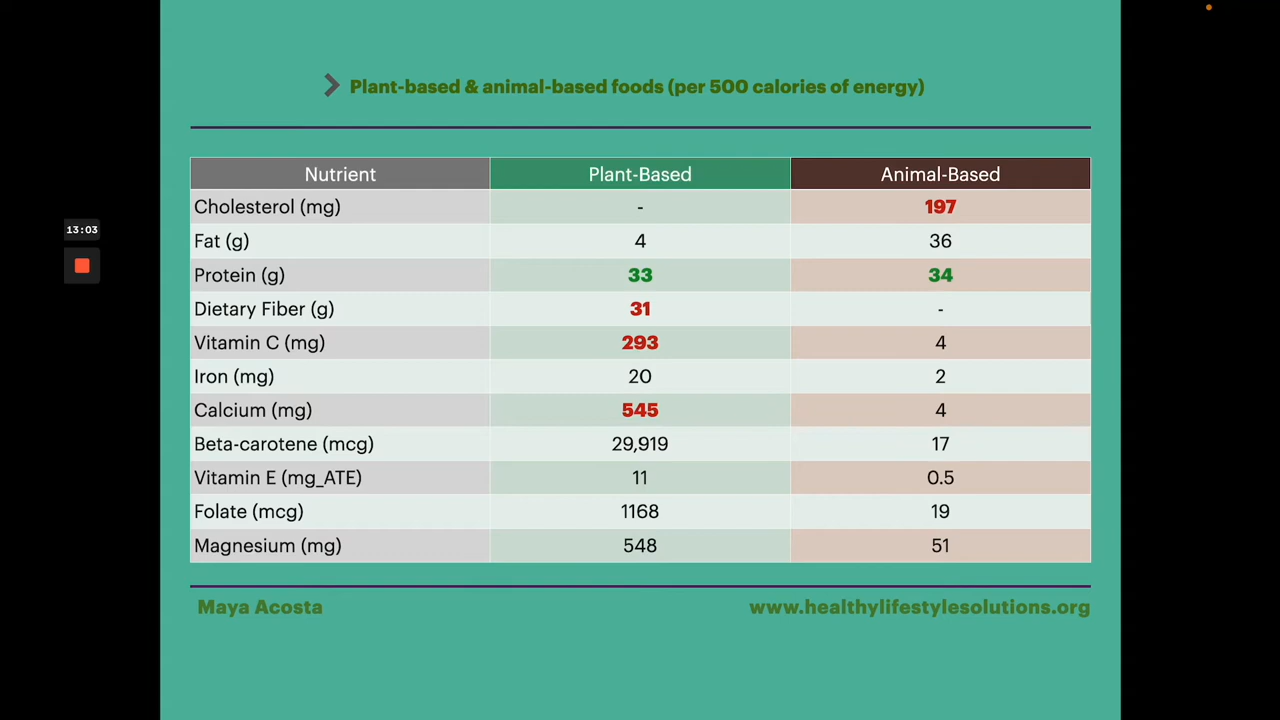 Plant-based & animal-based foods (per 500 calories of energy)
Nutrient Plant-Based Animal-Based
Cholesterol (mg) - 197
Fat (g) 4 36
Protein (g) 33 34
13:03
Dietary Fiber (g) 31 -
Vitamin C (mg) 293 4
Iron (mg) 20 2
Calcium (mg) 545 4
Beta-carotene (mcg) 29,919 17
Vitamin E (mg_ATE) 11 0.5
Folate (mcg) 1168 19
Magnesium (mg) 548 51
Maya Acosta www.healthylifestylesolutions.org